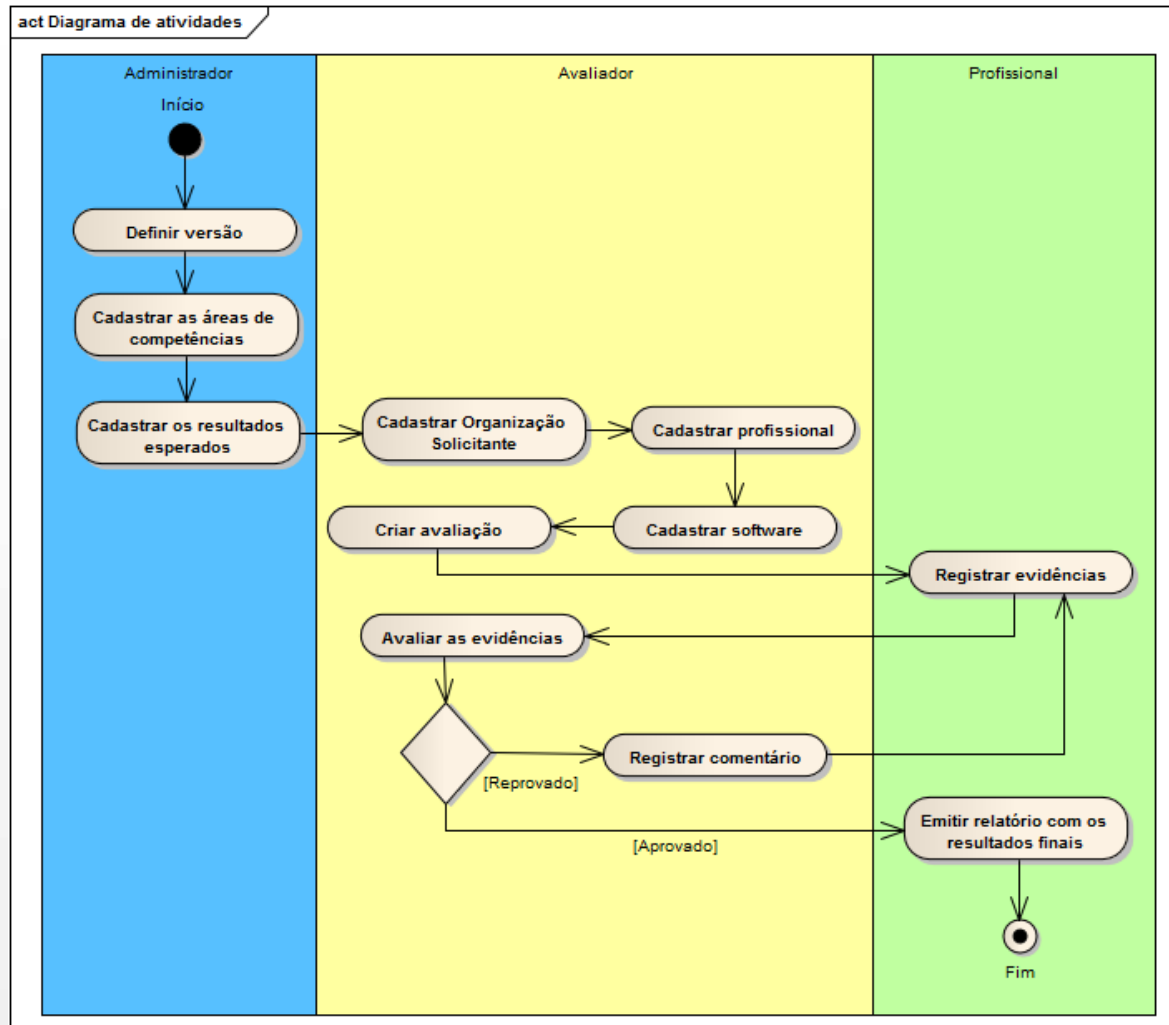 act Diagrama de atividades
Administrador
Avaliador
Profissional
Início
Definir versão
Cadastrar as áreas de
competências
Cadastrar os resultados
esperados
Cadastrar Organização
Solicitante
Cadastrar profissional
Criar avaliação
Cadastrar software
Registrar evidências
Avaliar as evidências
Registrar comentário
[Reprovado]
Emitir relatório com os
resultados finais
[Aprovado]
Fim